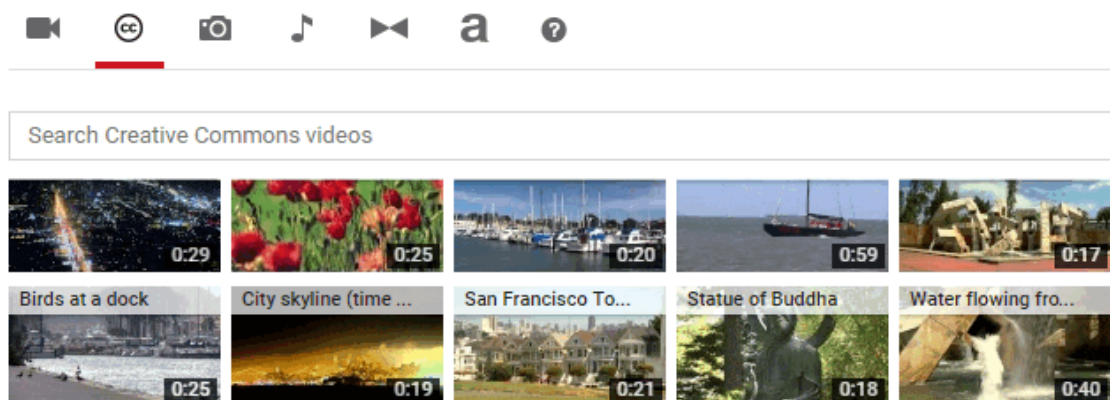 cc a ?
Search Creative Commons videos
0:29 0:25 0:20 0:59 0:17
Birds at a dock City skyline (time ... San Francisco To... Statue of Buddha Water flowing fro...
0:25 0:19 0:21 0:18 0:40